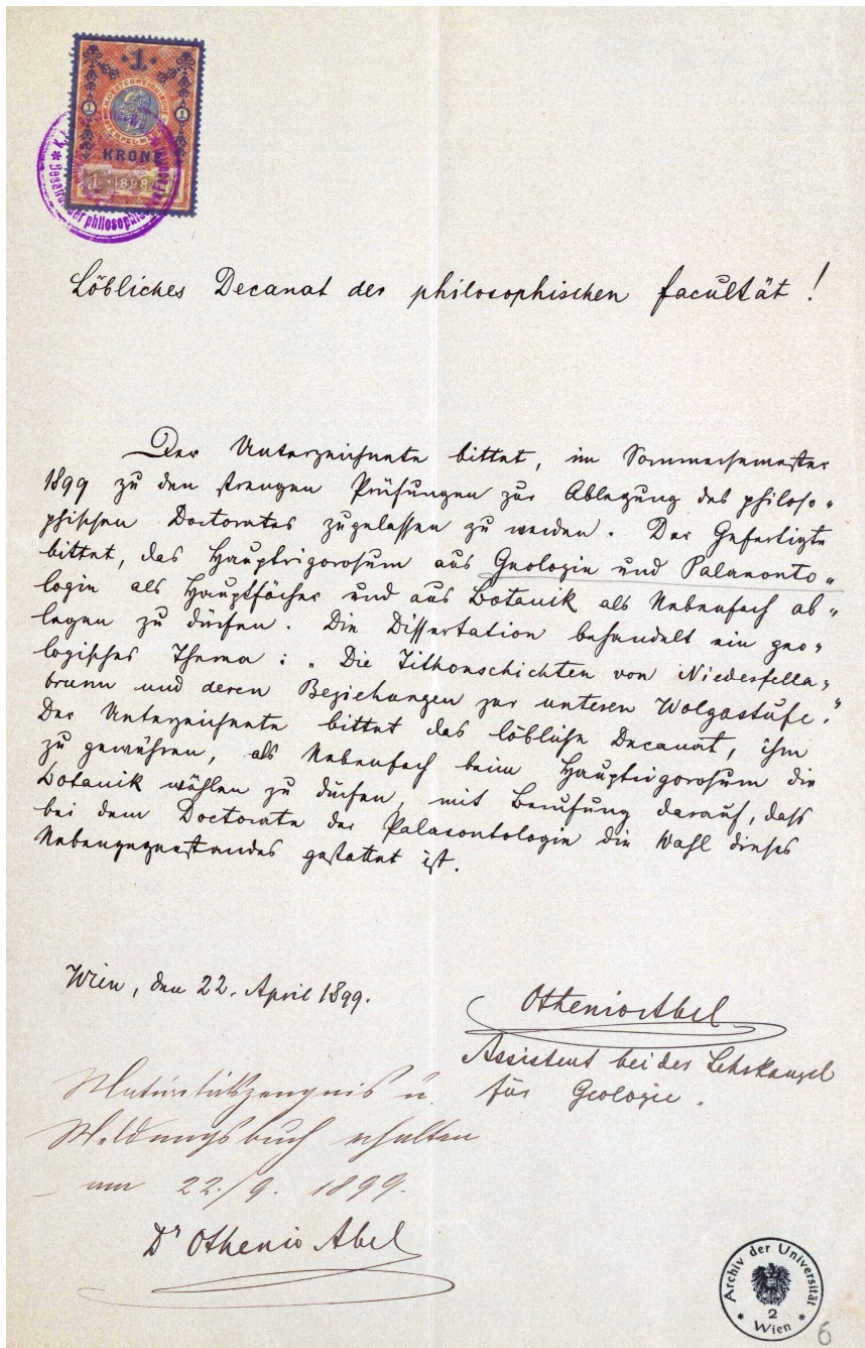 1
1 1
KRONE
1 · 1898 · 1
Löbliches Decanat der philosophischen Facultät!
Der Unterzeichnete bittet, im Sommersemester
1899 zu den strengen Prüfungen zur Ablegung des philoso-
phischen Doctorates zugelassen zu werden. Der Gefertigte
bittet, das Hauptrigorosum aus Geologie und Palaeonto-
logie als Hauptfächer und aus Botanik als Nebenfach ab-
legen zu dürfen. Die Dissertation behandelt ein geo-
logisches Thema: „Die Tithonschichten von Niederfella-
brunn und deren Beziehungen zur unteren Wolgastufe."
Der Unterzeichnete bittet das löbliche Decanat, ihm
zu gewähren, als Nebenfach beim Hauptrigorosum die
Botanik wählen zu dürfen, mit Berufung darauf, dass
bei dem Doctorate der Palaeontologie die Wahl dieses
Nebengegenstandes gestattet ist.
Wien, den 22. April 1899.
Othenio Abel
Assistent bei der Lehrkanzel
für Geologie.
Maturitätszeugnis u.
Meldungsbuch erhalten
am 22./9. 1899.
Dr Othenio Abel
Archiv der Universität
2
Wien
6